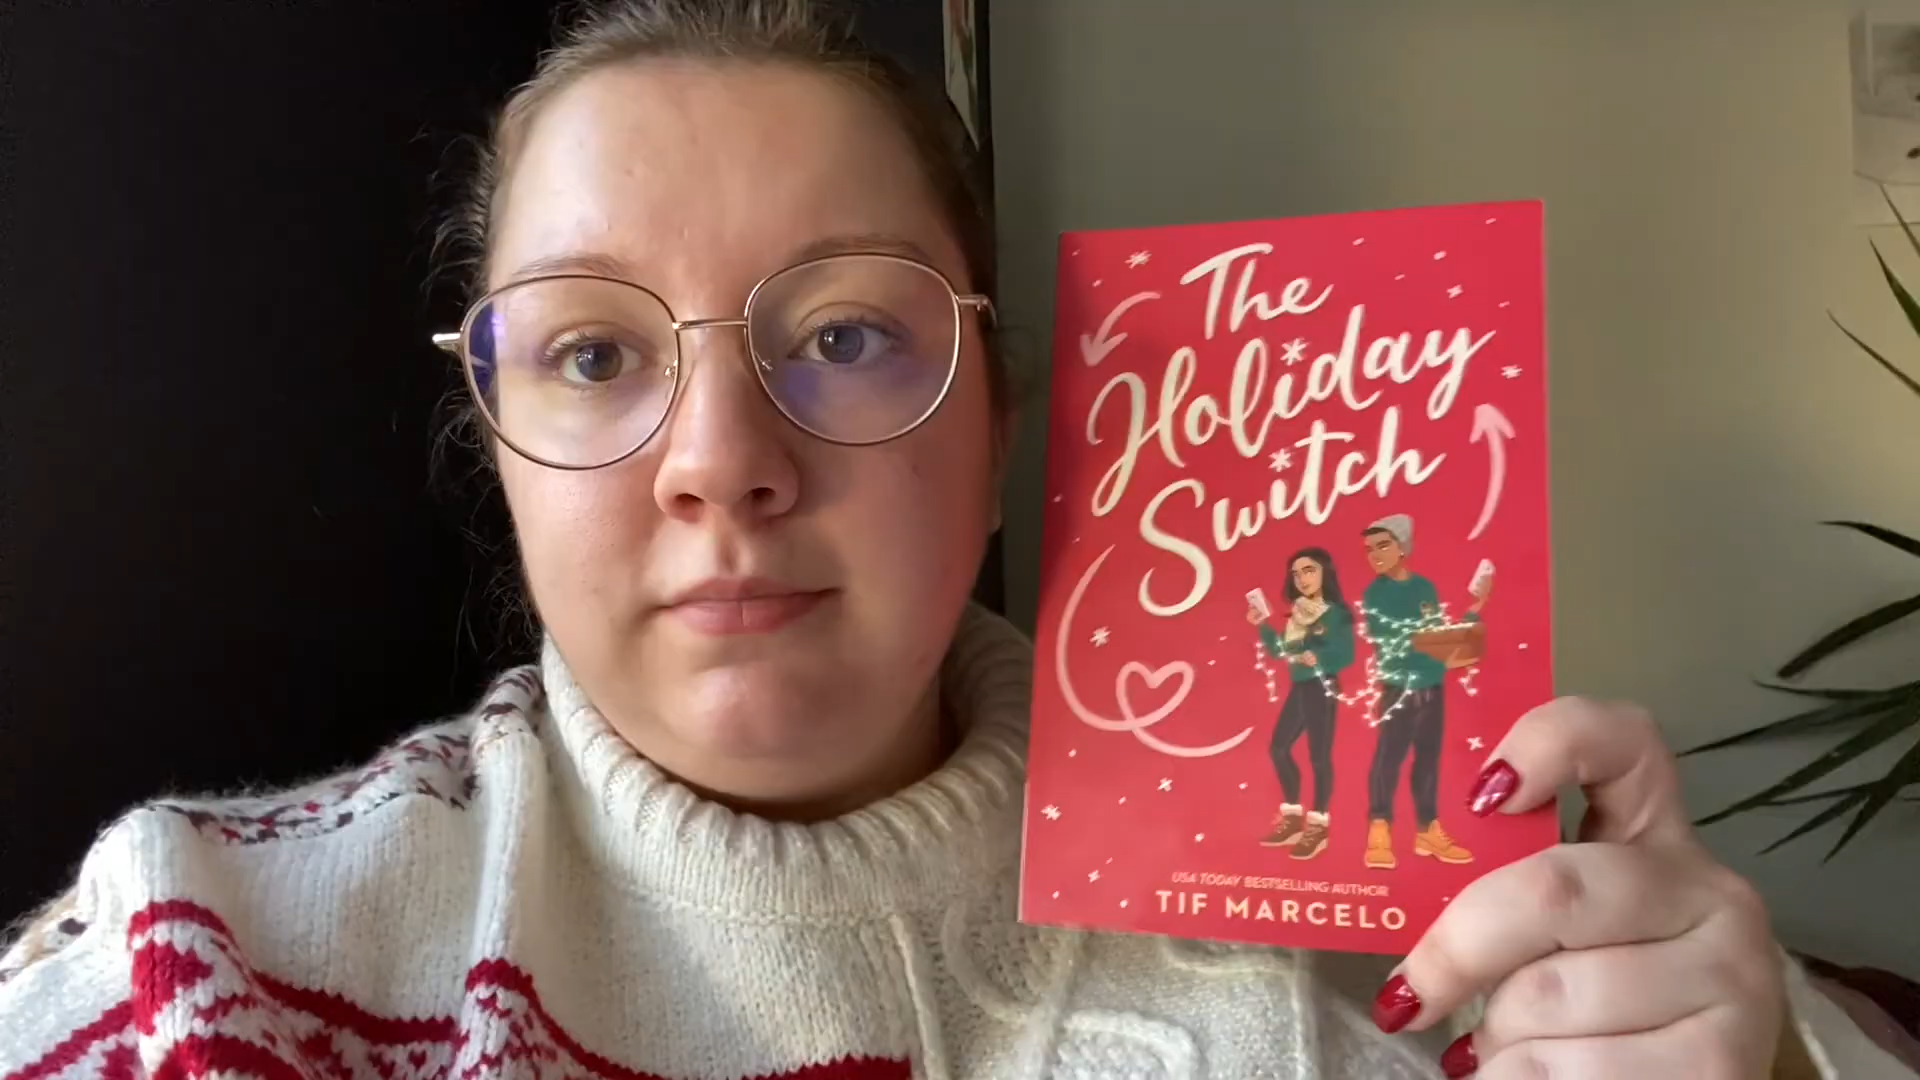 The
Holiday
Switch
USA TODAY BESTSELLING AUTHOR
TIF MARCELO